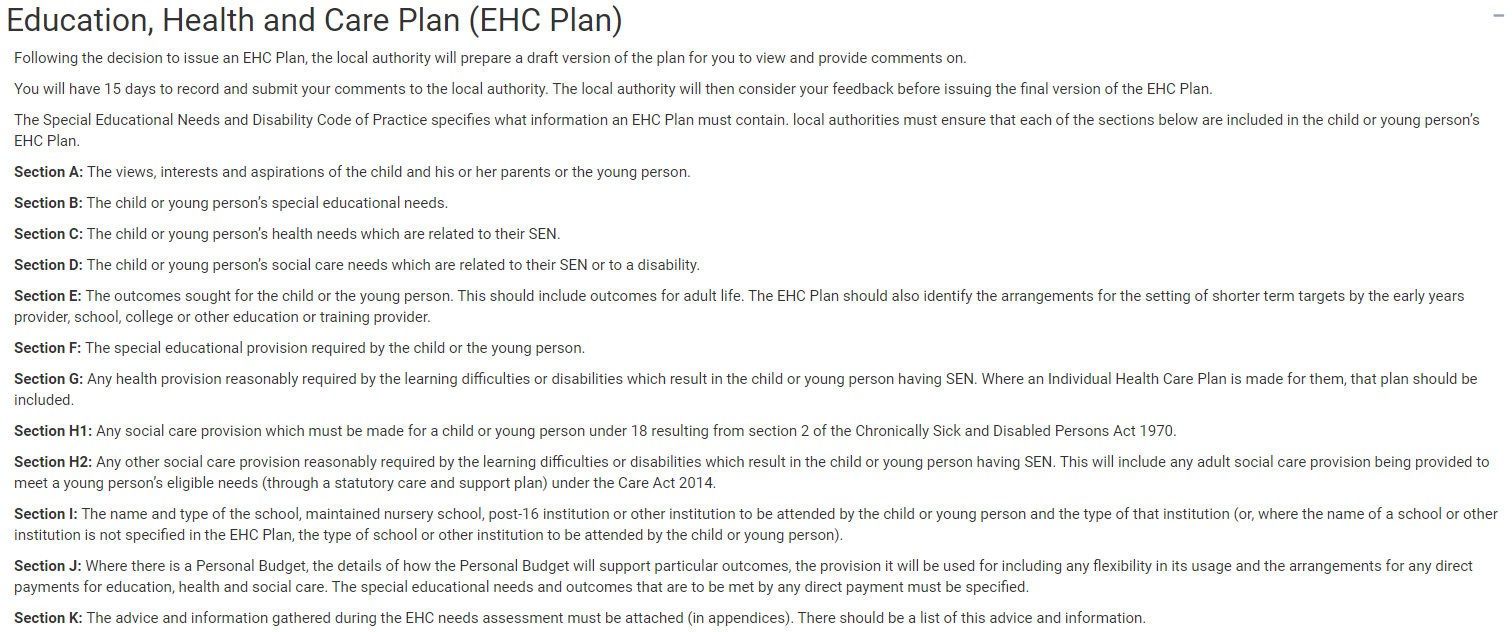 Education, Health and Care Plan (EHC Plan)
Following the decision to issue an EHC Plan, the local authority will prepare a draft version of the plan for you to view and provide comments on.
You will have 15 days to record and submit your comments to the local authority. The local authority will then consider your feedback before issuing the final version of the EHC Plan.
The Special Educational Needs and Disability Code of Practice specifies what information an EHC Plan must contain. local authorities must ensure that each of the sections below are included in the child or young person’s
EHC Plan.
Section A: The views, interests and aspirations of the child and his or her parents or the young person.
Section B: The child or young person’s special educational needs.
Section C: The child or young person’s health needs which are related to their SEN.
Section D: The child or young person’s social care needs which are related to their SEN or to a disability.
Section E: The outcomes sought for the child or the young person. This should include outcomes for adult life. The EHC Plan should also identify the arrangements for the setting of shorter term targets by the early years
provider, school, college or other education or training provider.
Section F: The special educational provision required by the child or the young person.
Section G: Any health provision reasonably required by the learning difficulties or disabilities which result in the child or young person having SEN. Where an Individual Health Care Plan is made for them, that plan should be
included.
Section H1: Any social care provision which must be made for a child or young person under 18 resulting from section 2 of the Chronically Sick and Disabled Persons Act 1970.
Section H2: Any other social care provision reasonably required by the learning difficulties or disabilities which result in the child or young person having SEN. This will include any adult social care provision being provided to
meet a young person’s eligible needs (through a statutory care and support plan) under the Care Act 2014.
Section I: The name and type of the school, maintained nursery school, post-16 institution or other institution to be attended by the child or young person and the type of that institution (or, where the name of a school or other
institution is not specified in the EHC Plan, the type of school or other institution to be attended by the child or young person).
Section J: Where there is a Personal Budget, the details of how the Personal Budget will support particular outcomes, the provision it will be used for including any flexibility in its usage and the arrangements for any direct
payments for education, health and social care. The special educational needs and outcomes that are to be met by any direct payment must be specified.
Section K: The advice and information gathered during the EHC needs assessment must be attached (in appendices). There should be a list of this advice and information.